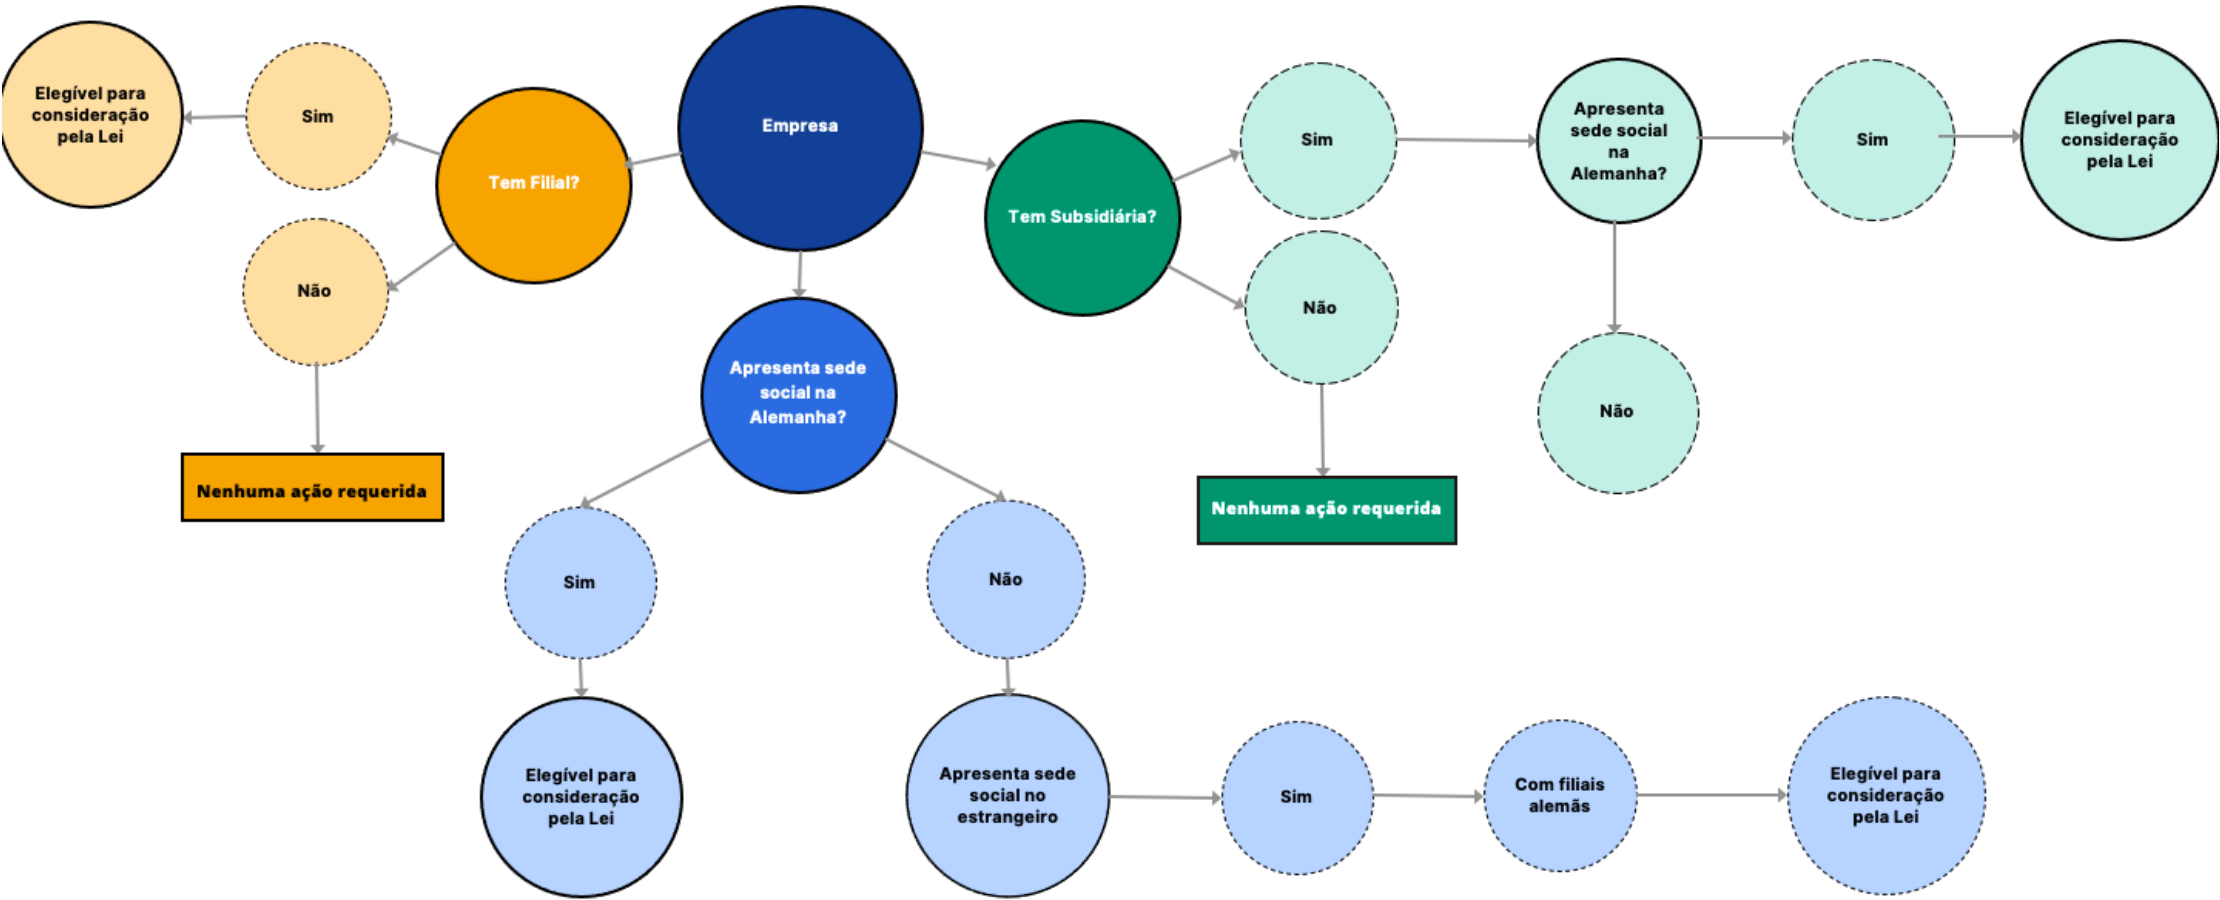 Elegível para
consideração
pela Lei
Sim
Tem Filial?
Empresa
Tem Subsidiária?
Sim
Apresenta
sede social
na
Alemanha?
Sim
Elegível para
consideração
pela Lei
Não
Não
Apresenta sede
social na
Alemanha?
Não
Nenhuma ação requerida
Nenhuma ação requerida
Sim
Não
Elegível para
consideração
pela Lei
Apresenta sede
social no
estrangeiro
Sim
Com filiais
alemãs
Elegível para
consideração
pela Lei